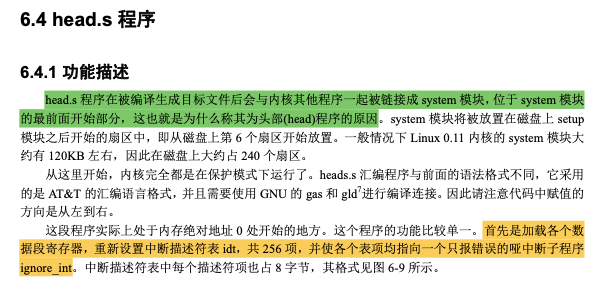 6.4 head.s 程序
6.4.1 功能描述
head.s 程序在被编译生成目标文件后会与内核其他程序一起被链接成 system 模块，位于 system 模块
的最前面开始部分，这也就是为什么称其为头部(head)程序的原因。system 模块将被放置在磁盘上 setup
模块之后开始的扇区中，即从磁盘上第 6 个扇区开始放置。一般情况下 Linux 0.11 内核的 system 模块大
约有 120KB 左右，因此在磁盘上大约占 240 个扇区。
从这里开始，内核完全都是在保护模式下运行了。heads.s 汇编程序与前面的语法格式不同，它采用
的是 AT&T 的汇编语言格式，并且需要使用 GNU 的 gas 和 gld7进行编译连接。因此请注意代码中赋值的
方向是从左到右。
这段程序实际上处于内存绝对地址 0 处开始的地方。这个程序的功能比较单一。首先是加载各个数
据段寄存器，重新设置中断描述符表 idt，共 256 项，并使各个表项均指向一个只报错误的哑中断子程序
ignore_int。中断描述符表中每个描述符项也占 8 字节，其格式见图 6-9 所示。